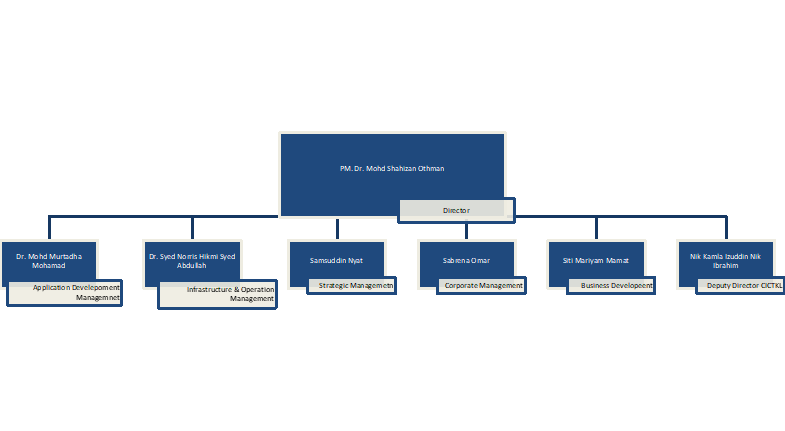 PM. Dr. Mohd Shahizan Othman
Director
Dr. Mohd Murtadha
Mohamad
Application Develepoment
Managemnet
Dr. Syed Norris Hikmi Syed
Abdullah
Infrastructure & Operation
Management
Samsuddin Nyat
Strategic Managemetn
Sabrena Omar
Corporate Management
Siti Mariyam Mamat
Business Developeent
Nik Kamla Izuddin Nik
Ibrahim
Deputy Director CICTKL